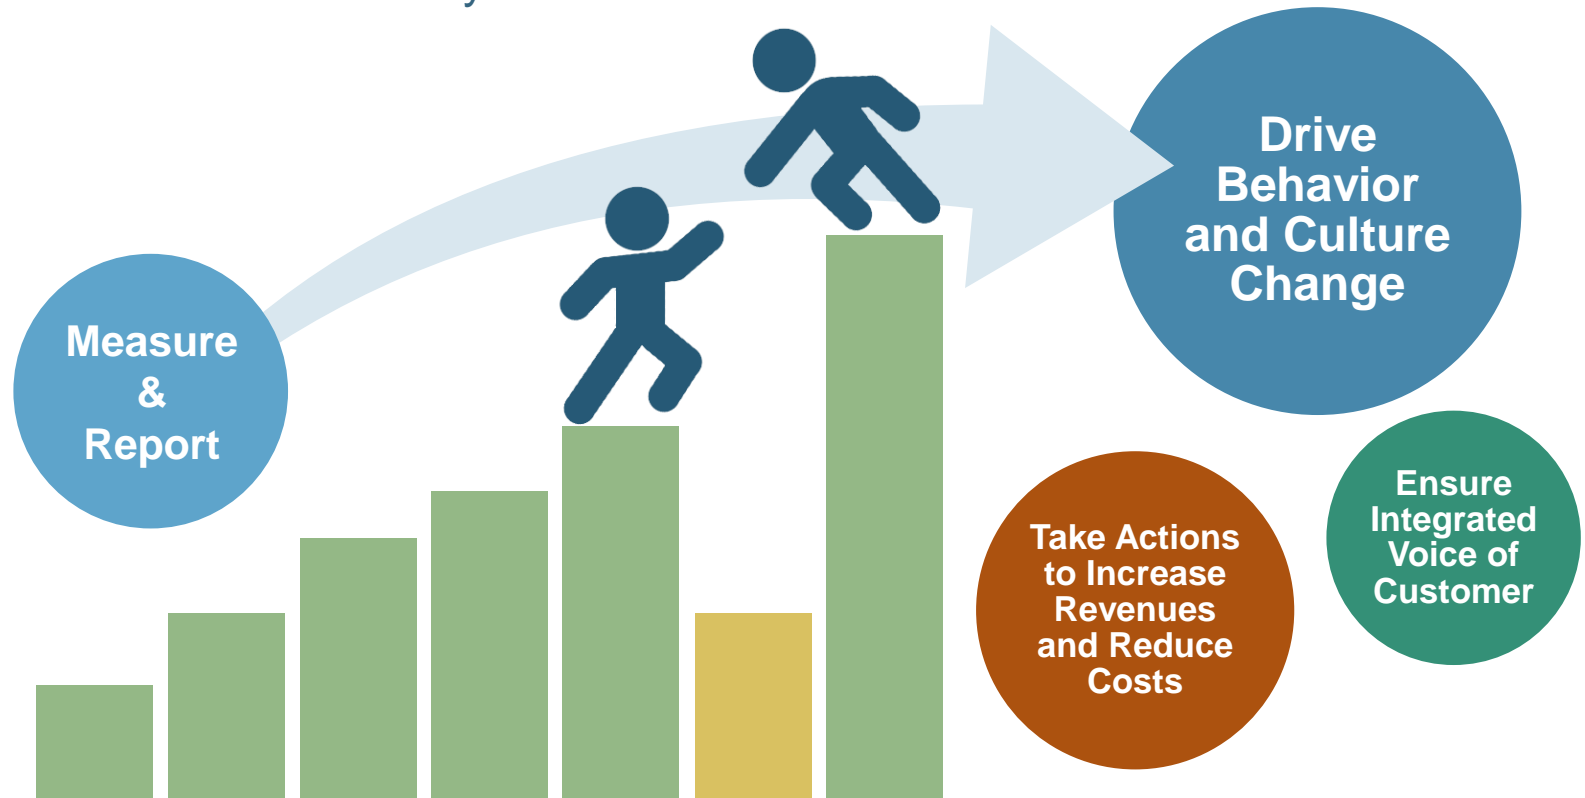 Measure
&
Report
Drive
Behavior
and Culture
Change
Take Actions
to Increase
Revenues
and Reduce
Costs
Ensure
Integrated
Voice of
Customer